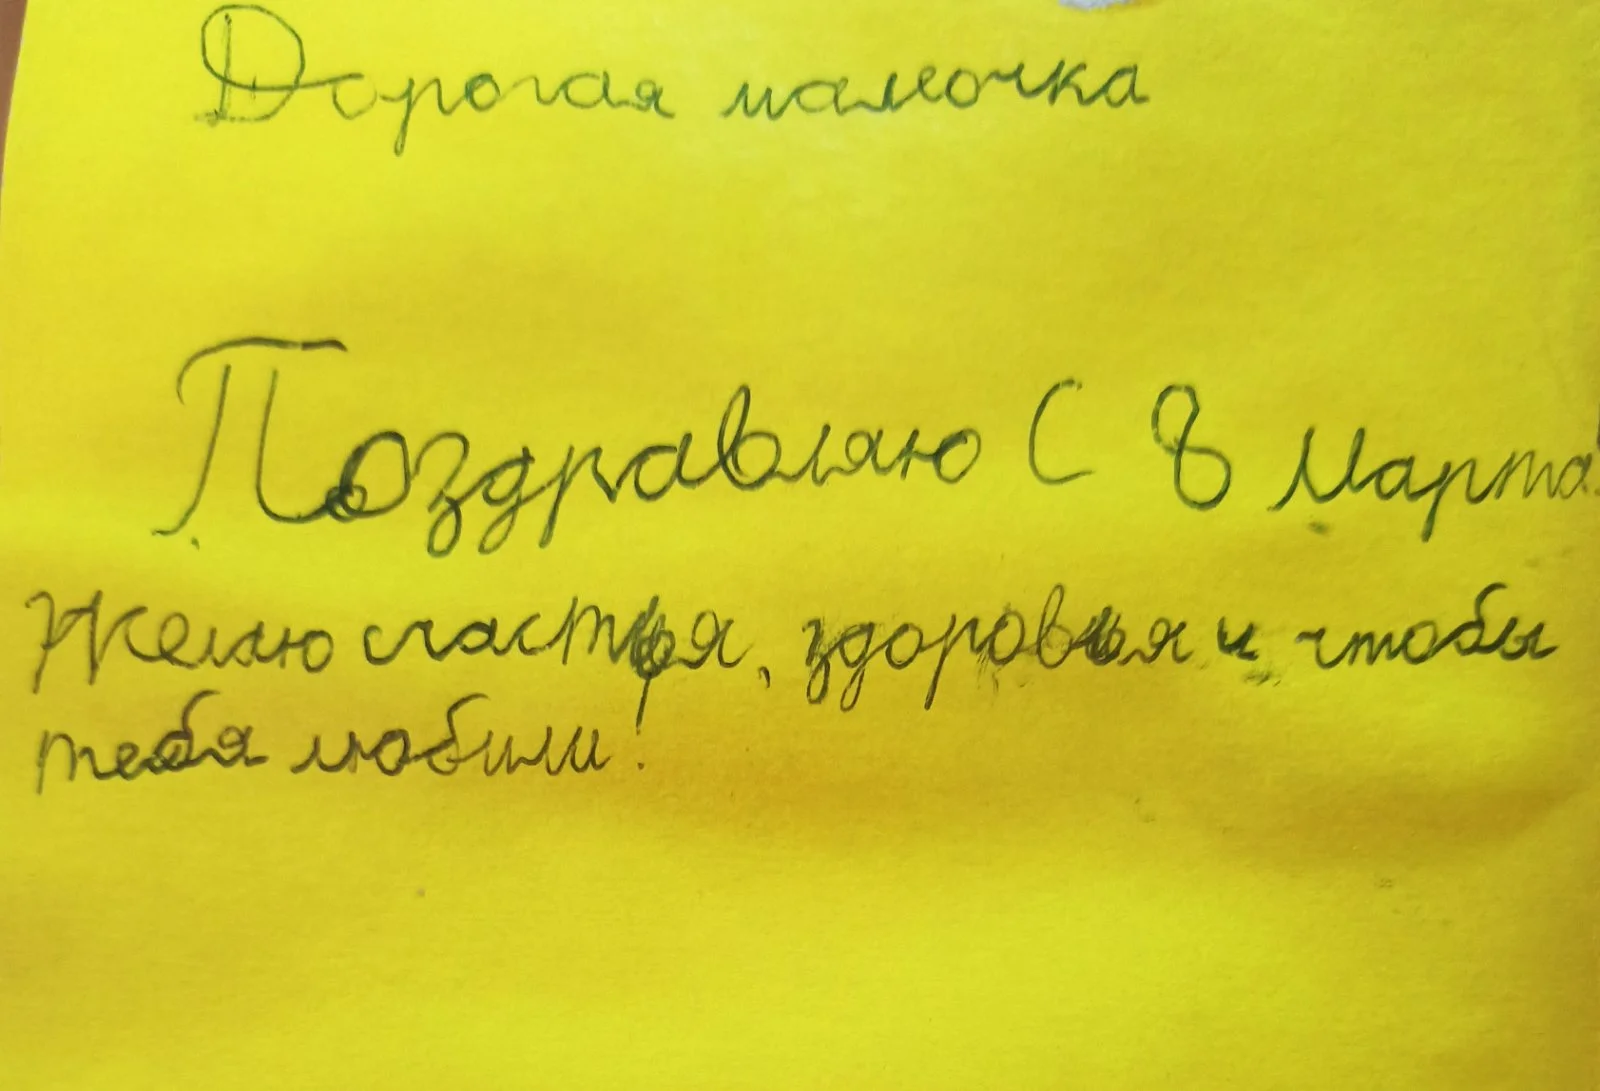 Дорогая мамочка
Поздравляю С 8 Марта!
Желаю счастья, здоровья и чтобы
тебя любили!